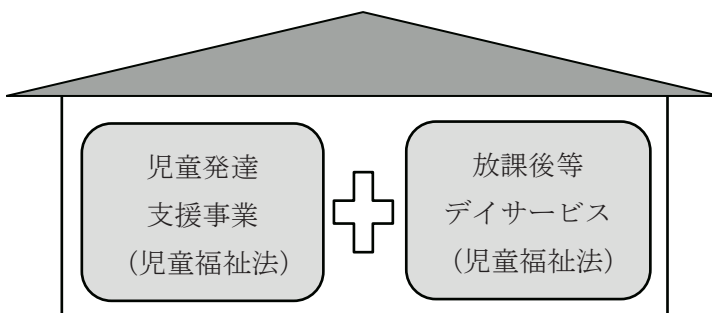 児童発達
支援事業
(児童福祉法)
放課後等
デイサービス
(児童福祉法)